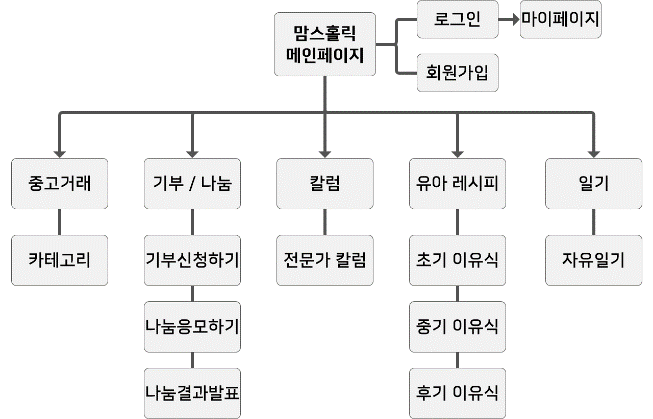 맘스홀릭
메인페이지
로그인
마이페이지
회원가입
중고거래
기부 / 나눔
칼럼
유아 레시피
일기
카테고리
기부신청하기
전문가 칼럼
초기 이유식
자유일기
나눔응모하기
중기 이유식
나눔결과발표
후기 이유식